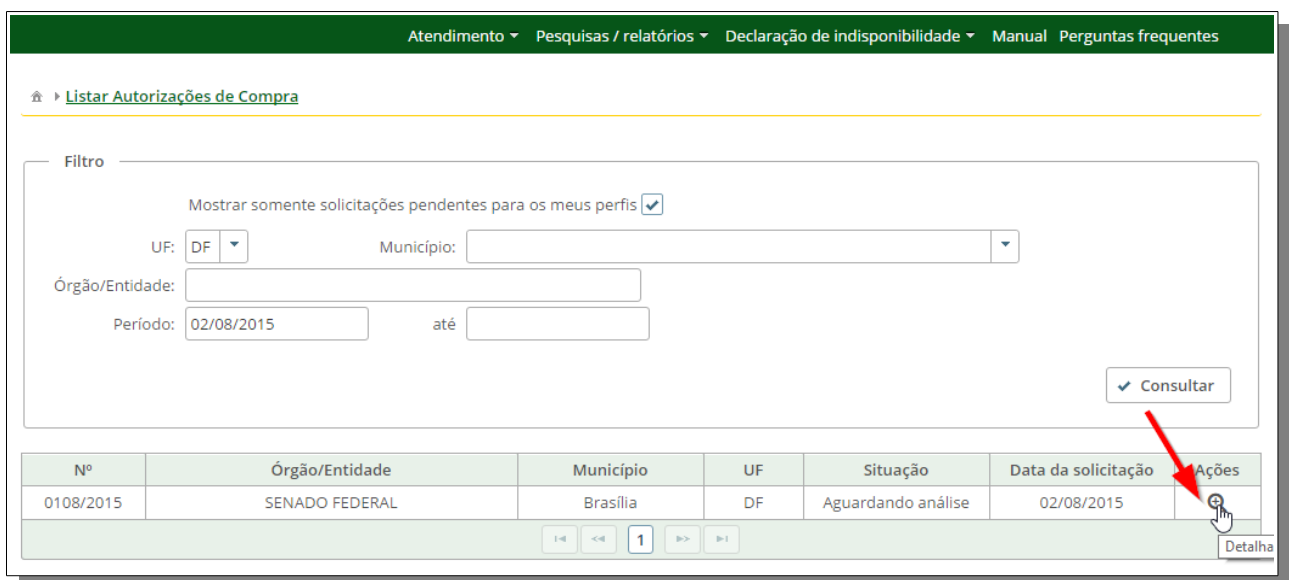 Atendimento Pesquisas / relatórios Declaração de indisponibilidade Manual Perguntas frequentes
Listar Autorizações de Compra
Filtro
Mostrar somente solicitações pendentes para os meus perfis
UF: DF Município:
Órgão/Entidade:
Período: 02/08/2015 até
Consultar
Nº Órgão/Entidade Município UF Situação Data da solicitação Ações
0108/2015 SENADO FEDERAL Brasília DF Aguardando análise 02/08/2015
1
Detalha